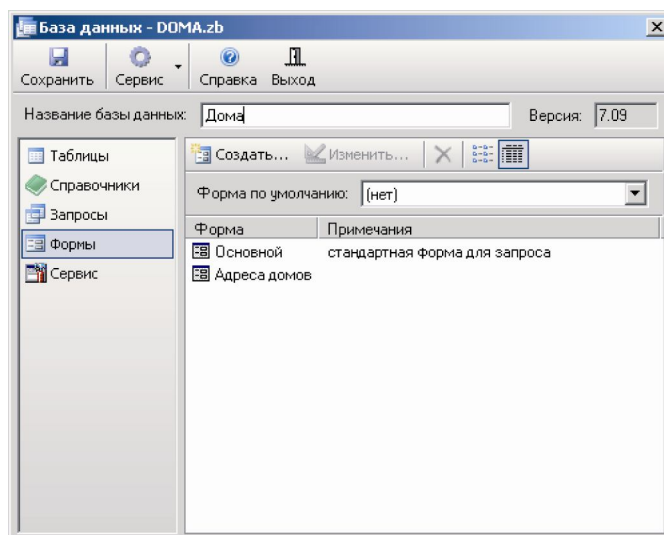 База данных - DOMA.zb
Сохранить Сервис Справка Выход
Название базы данных: Дома Версия: 7.09
Таблицы
Справочники
Запросы
Формы
Сервис
Создать... Изменить...
Форма по умолчанию: (нет)
Форма Примечания
Основной стандартная форма для запроса
Адреса домов